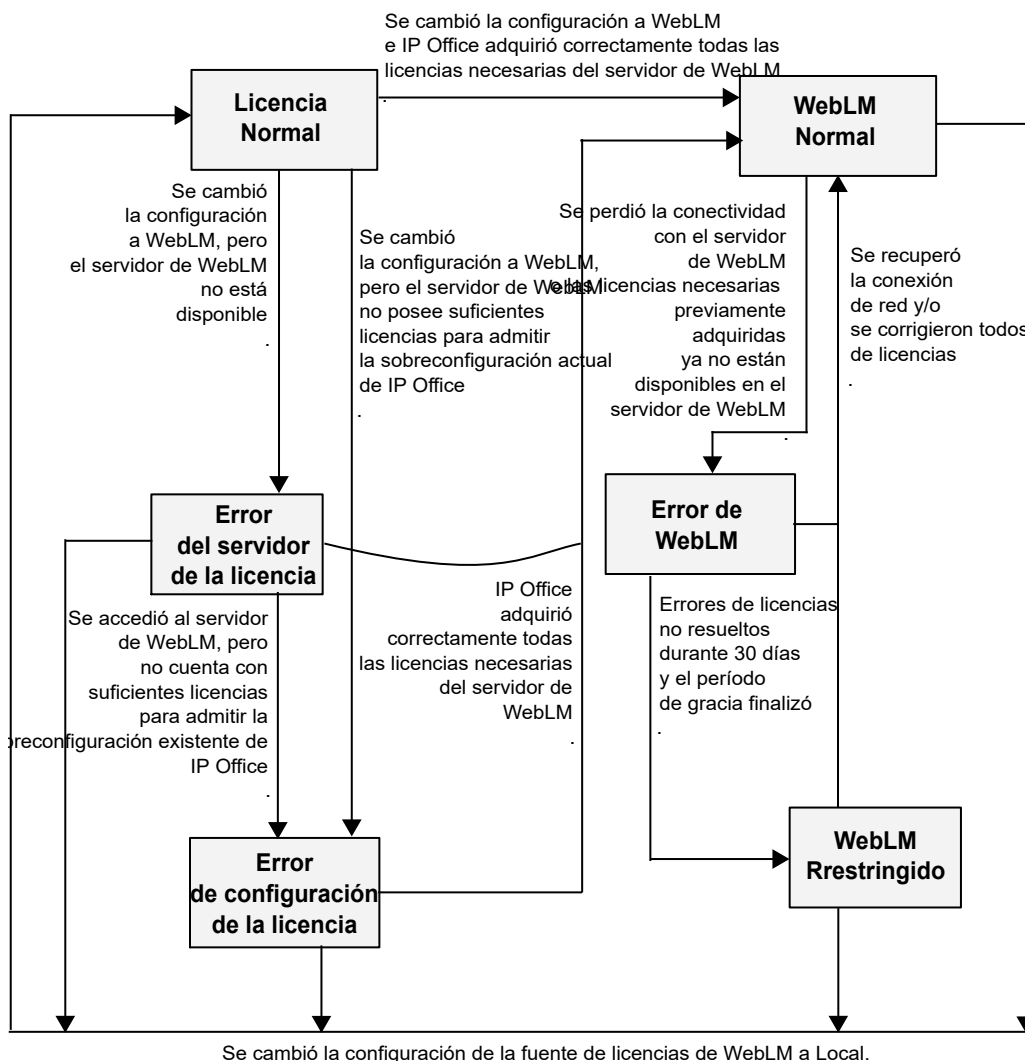 Se cambió la configuración a WebLM
e IP Office adquirió correctamente todas las
licencias necesarias del servidor de WebLM
.
Licencia
Normal
WebLM
Normal
Se cambió
la configuración
a WebLM, pero
el servidor de WebLM
no está
disponible
.
Se cambió
la configuración a WebLM,
pero el servidor de WebLM
no posee suficientes
licencias para admitir
la sobreconfiguración actual
de IP Office
.
Se perdió la conectividad
con el servidor
de WebLM
o las licencias necesarias
previamente
adquiridas
ya no están
disponibles en el
servidor de WebLM
.
Se recuperó
la conexión
de red y/o
se corrigieron todos
de licencias
.
Error
del servidor
de la licencia
Error de
WebLM
Se accedió al servidor
de WebLM, pero
no cuenta con
suficientes licencias
para admitir la
breconfiguración existente de
IP Office
.
IP Office
adquirió
correctamente todas
las licencias necesarias
del servidor de
WebLM
.
Errores de licencias
no resueltos
durante 30 días
y el período
de gracia finalizó
.
Error
de configuración
de la licencia
WebLM
Rrestringido
Se cambió la configuración de la fuente de licencias de WebLM a Local.